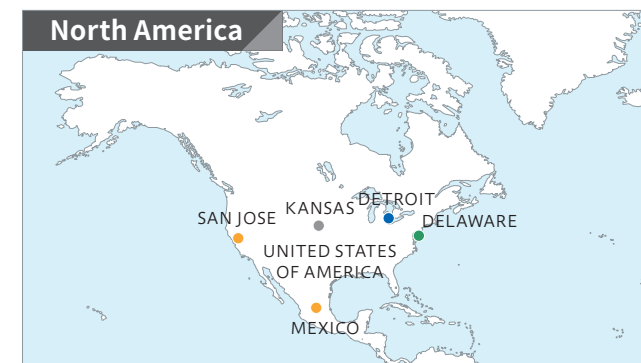 North America
DETROIT
KANSAS
SAN JOSE
DELAWARE
UNITED STATES
OF AMERICA
MEXICO